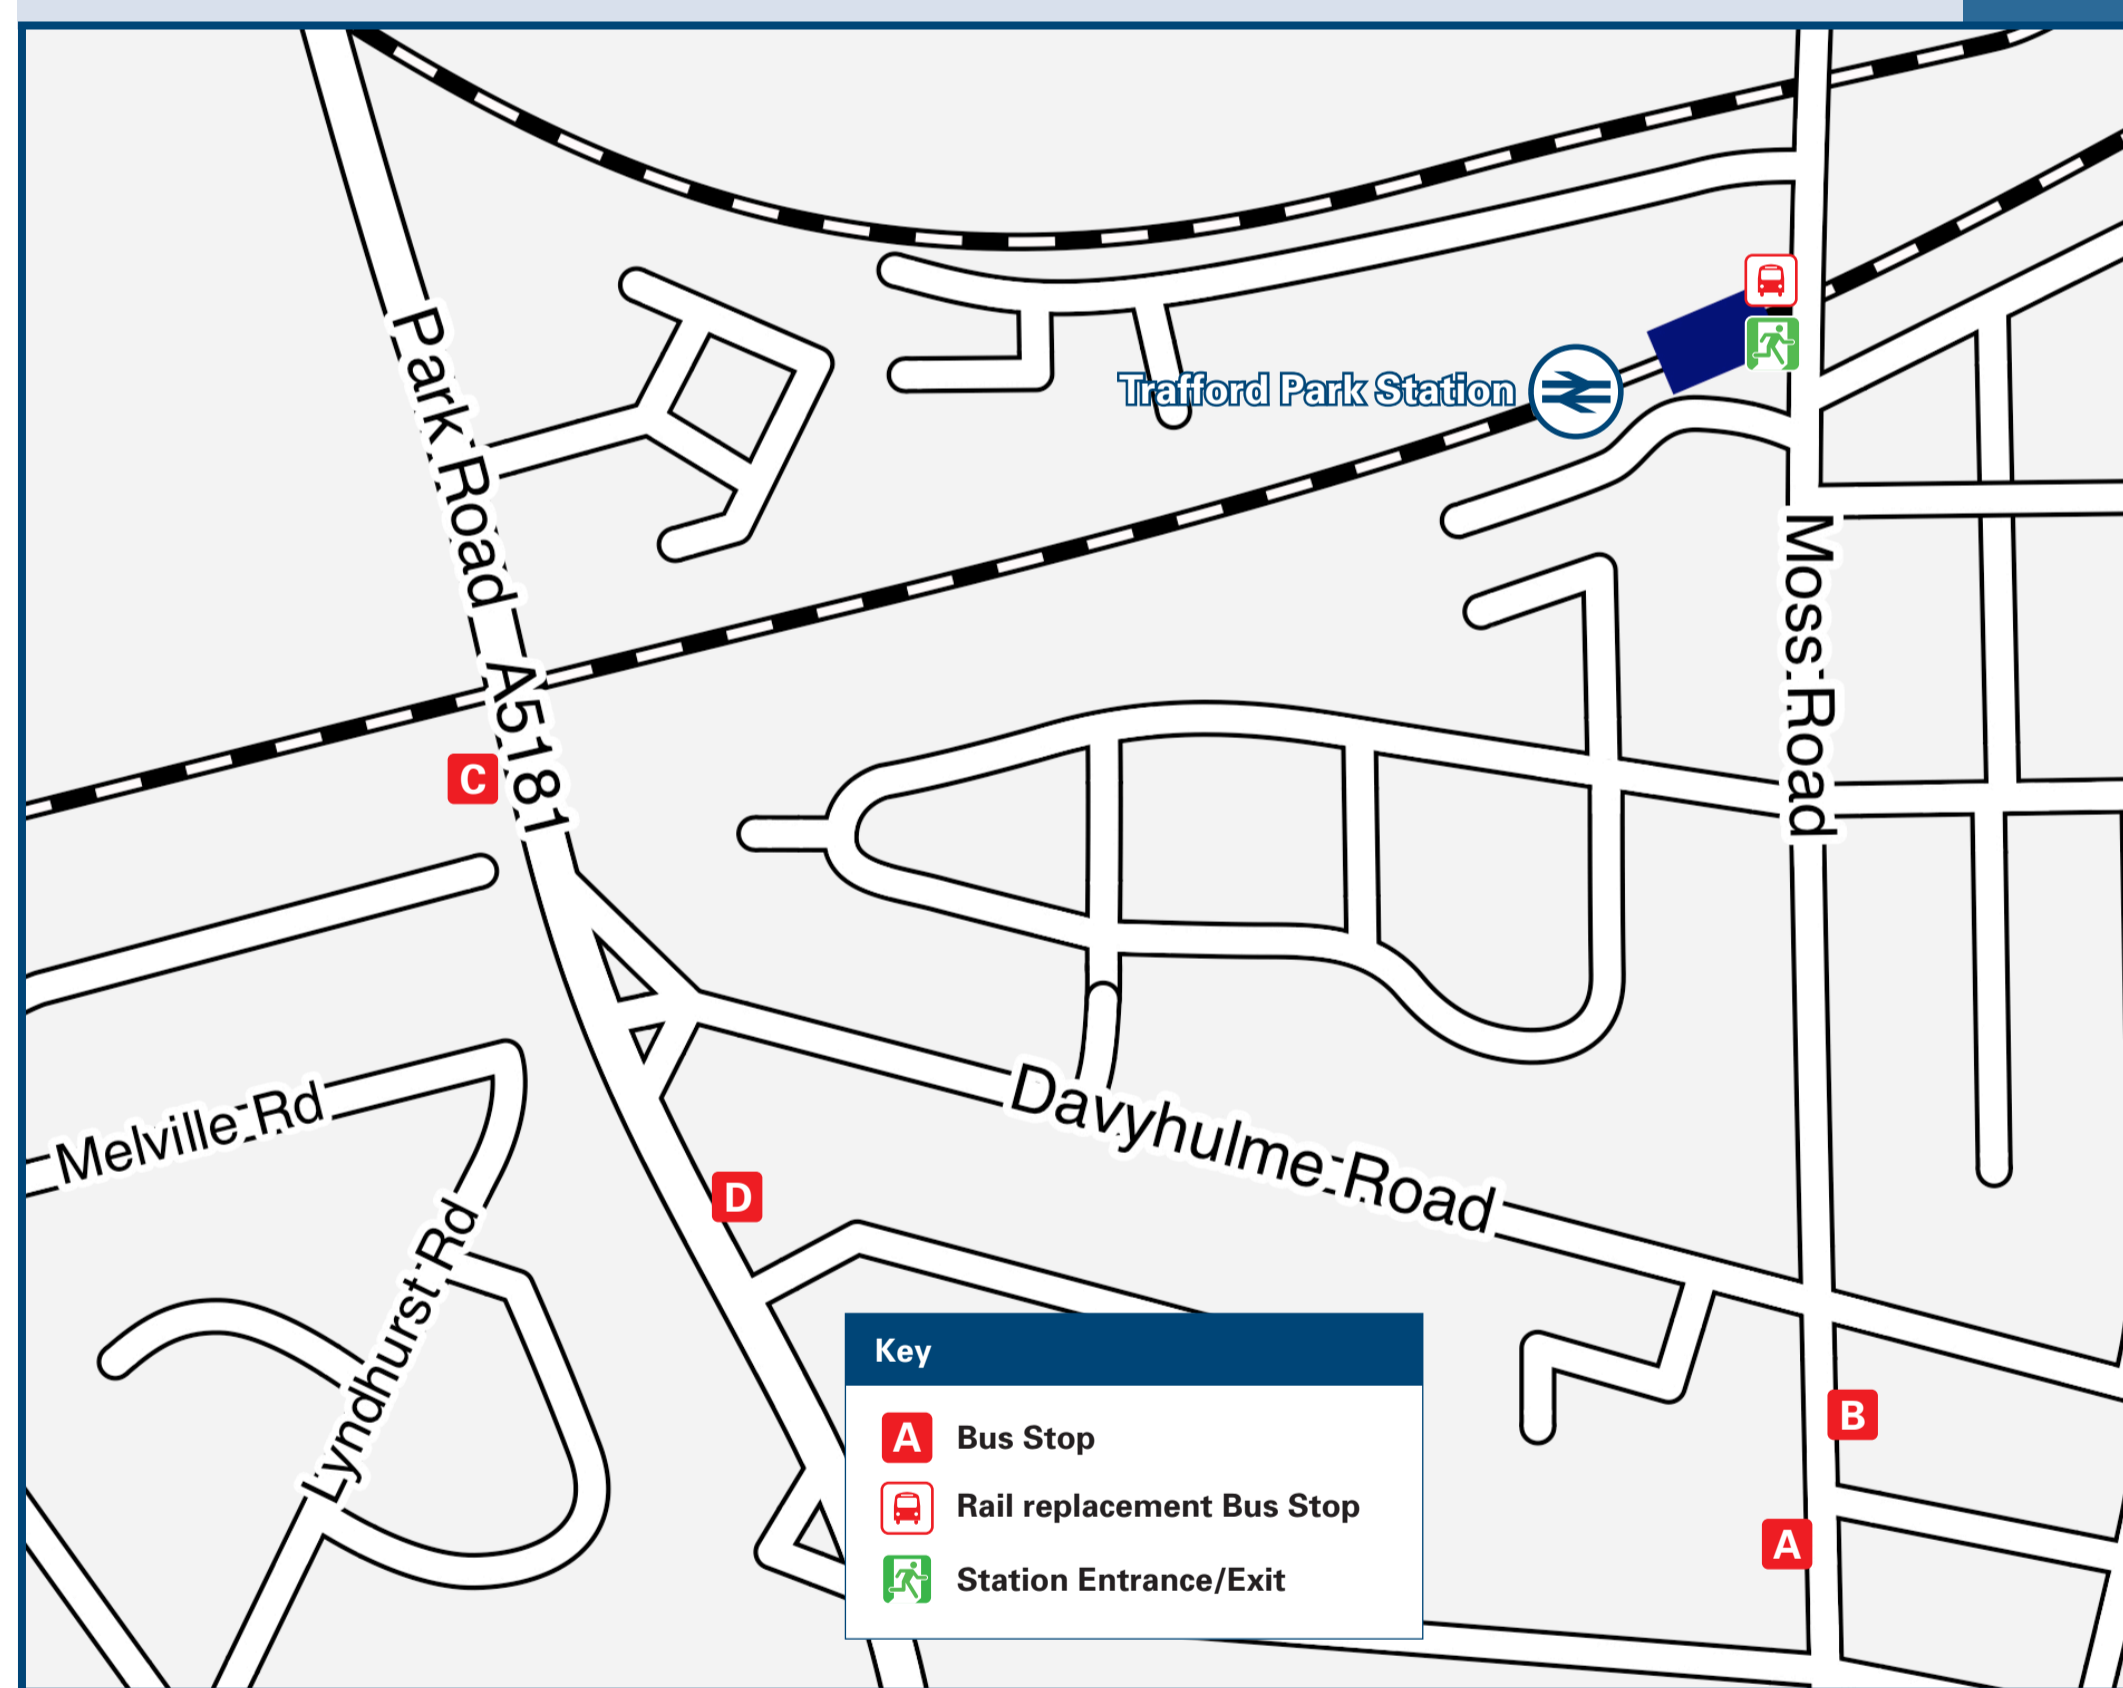 Park Road
A5181
Trafford Park Station
Moss Road
C
Melville Rd
Davyhulme Road
D
Lyndhurst Rd
B
A
Key
A Bus Stop
Rail replacement Bus Stop
Station Entrance/Exit